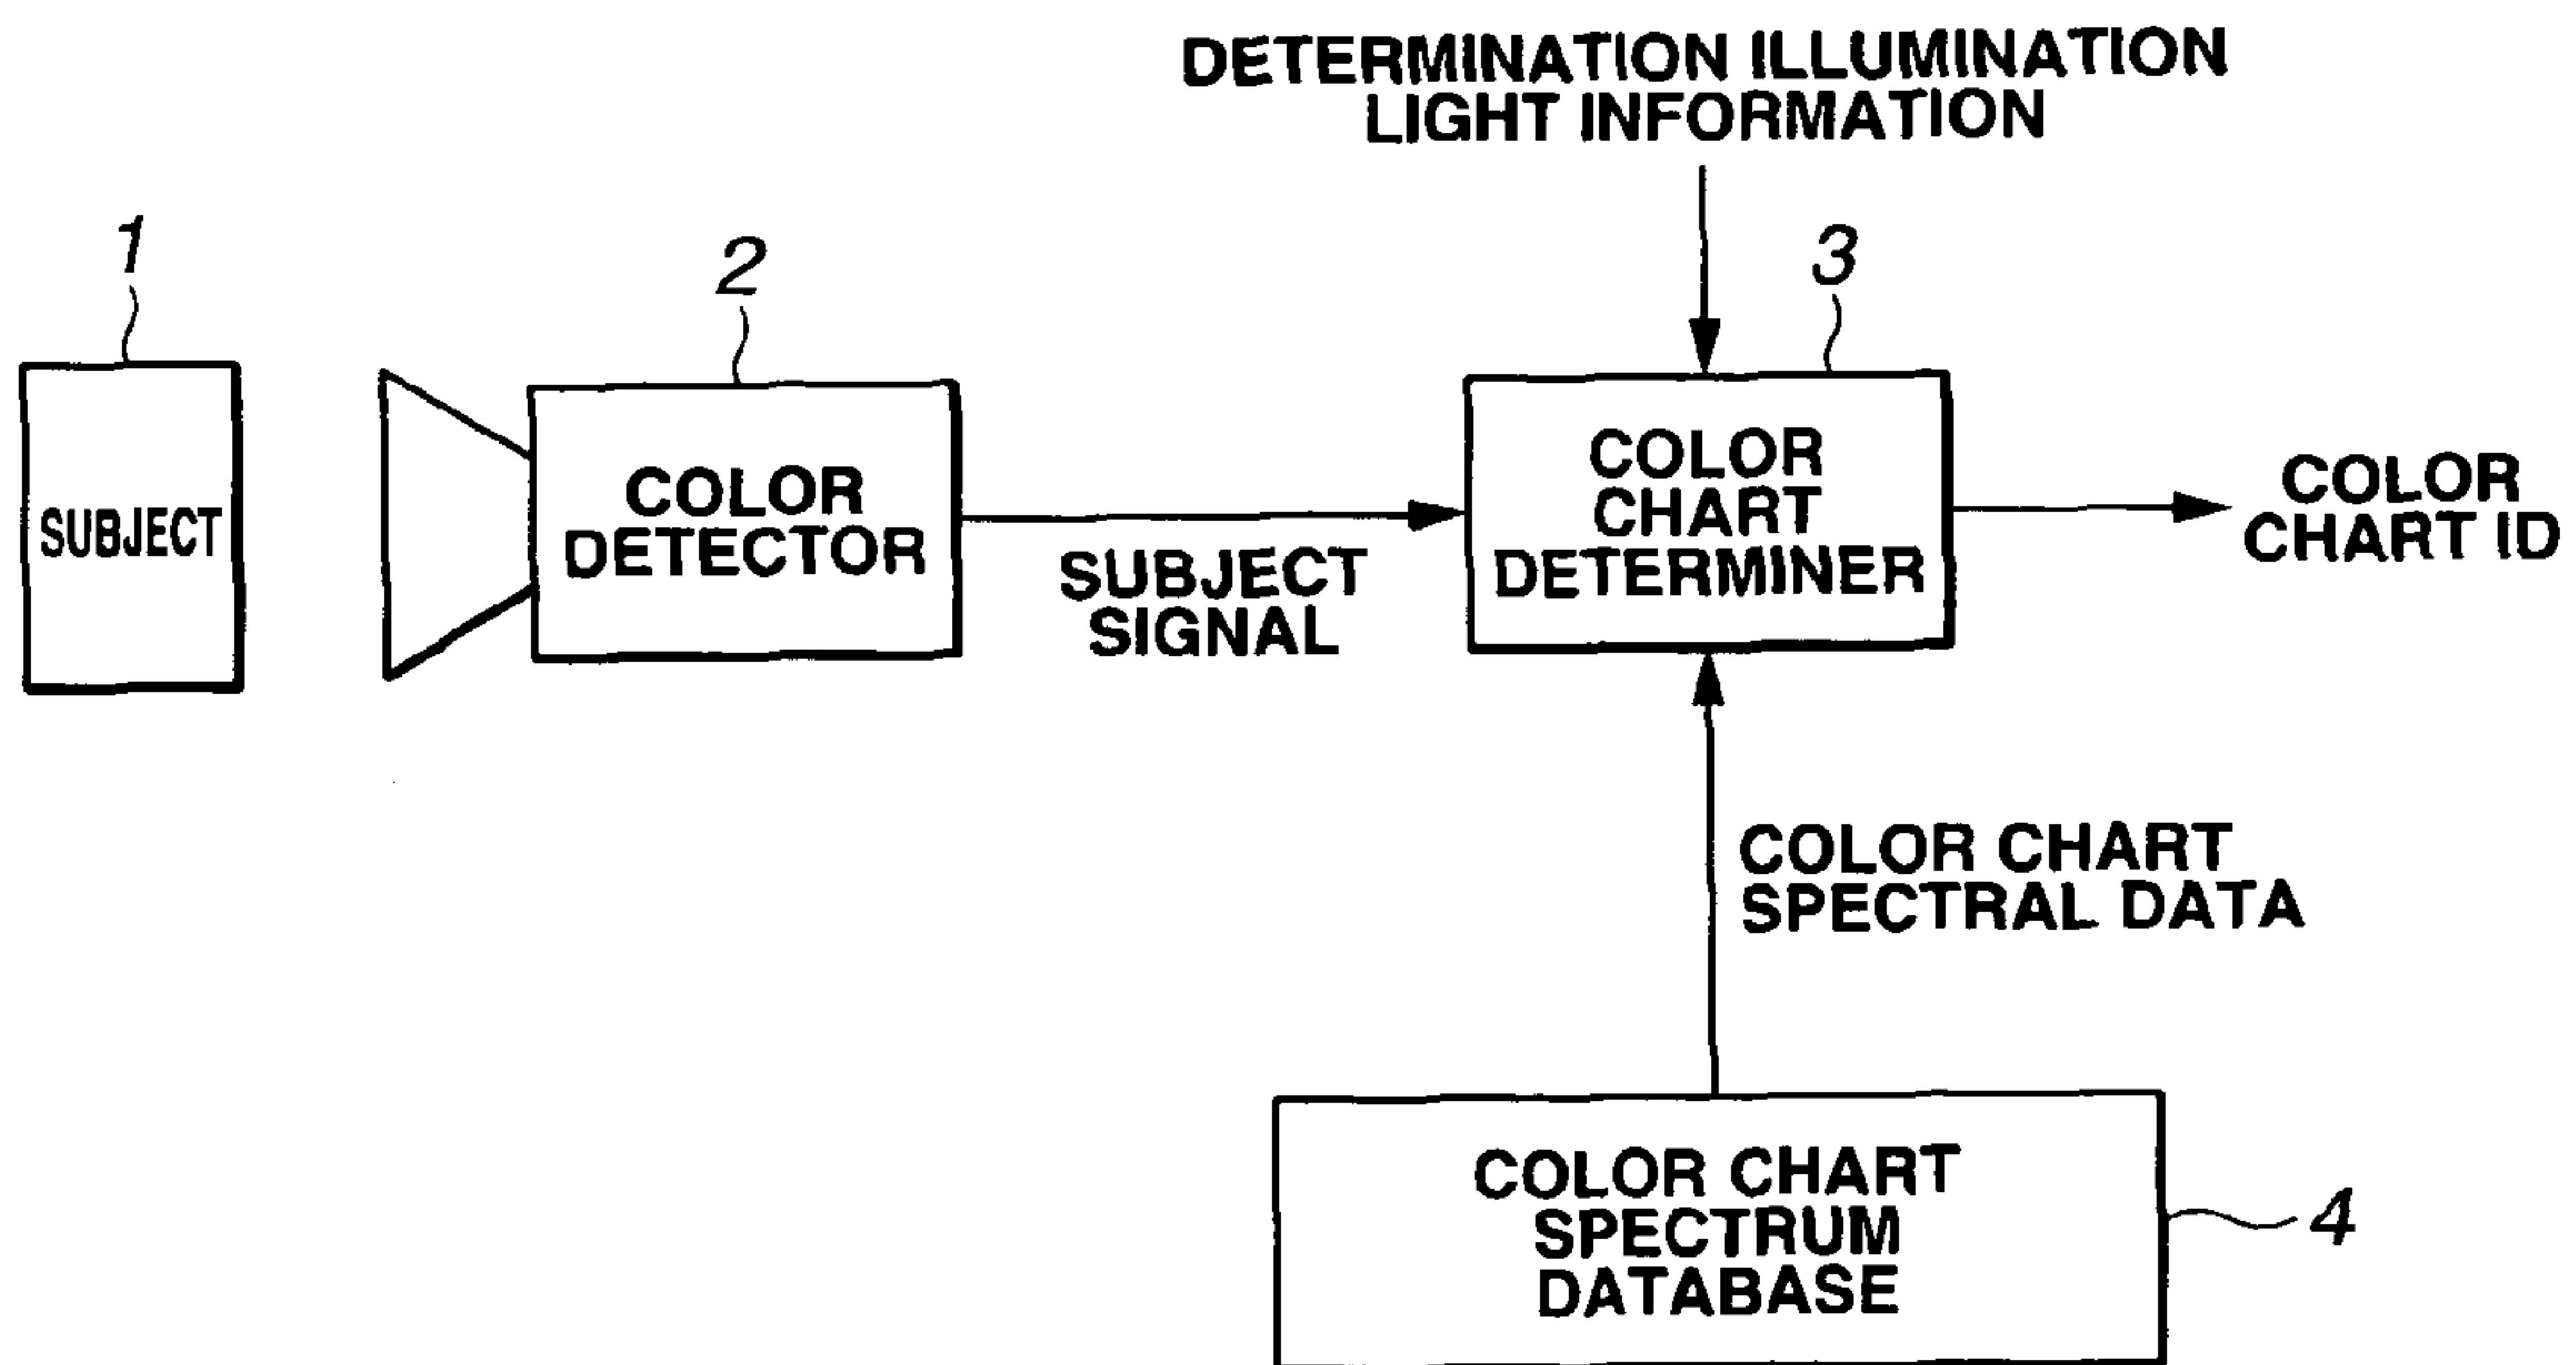 DETERMINATION ILLUMINATION
LIGHT INFORMATION
1
2
3
SUBJECT
COLOR
DETECTOR
SUBJECT
SIGNAL
COLOR
CHART
DETERMINER
COLOR
CHART ID
COLOR CHART
SPECTRAL DATA
COLOR CHART
SPECTRUM
DATABASE
4